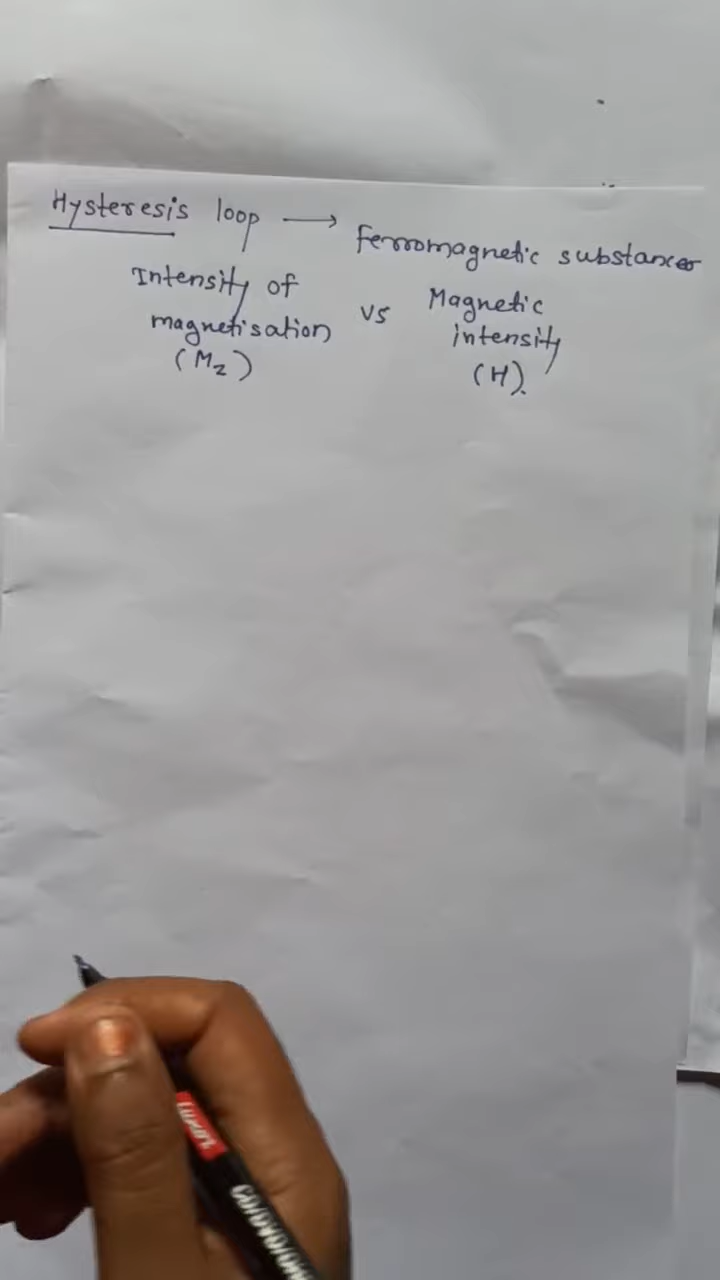 Hysteresis loop → Ferromagnetic substances
Intensity of magnetisation (Mz) vs Magnetic intensity (H).